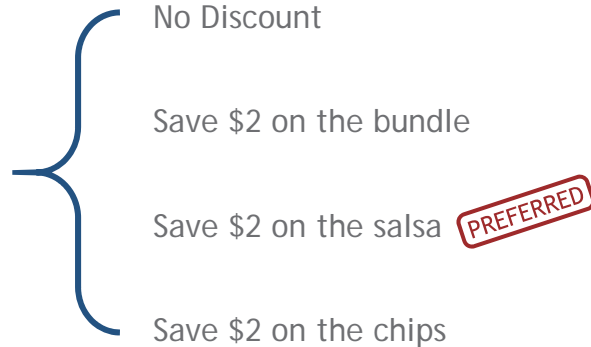 No Discount
Save $2 on the bundle
Save $2 on the salsa PREFERRED
Save $2 on the chips